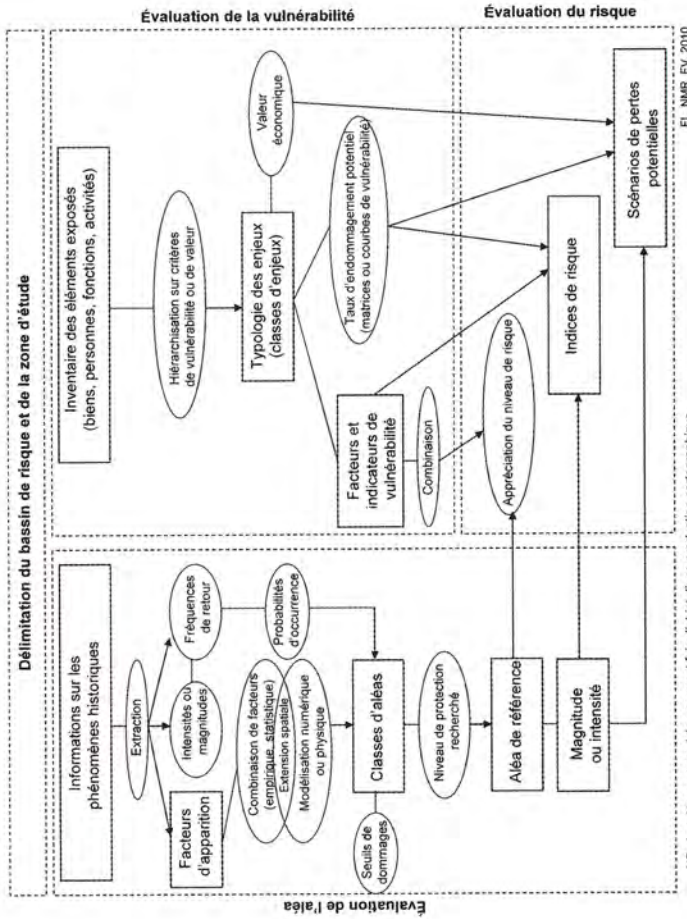 Délimitation du bassin de risque et de la zone d'étude
Évaluation de l'aléa
Informations sur les
phénomènes historiques
Extraction
Facteurs
d'apparition
Intensités ou
magnitudes
Fréquences
de retour
Combinaison de facteurs
(empirique, statistique)
Extension spatiale
Modélisation numérique
ou physique
Probabilités
d'occurrence
Seuils de
dommages
Classes d'aléas
Niveau de protection
recherché
Aléa de référence
Magnitude
ou intensité
Évaluation de la vulnérabilité
Inventaire des éléments exposés
(biens, personnes, fonctions, activités)
Hiérarchisation sur critères
de vulnérabilité ou de valeur
Typologie des enjeux
(classes d'enjeux)
Valeur
économique
Facteurs et
indicateurs de
vulnérabilité
Combinaison
Taux d'endommagement potentiel
(matrices ou courbes de vulnérabilité)
Évaluation du risque
Appréciation du niveau de risque
Indices de risque
Scénarios de pertes
potentielles
FL, NMR, FV, 2010